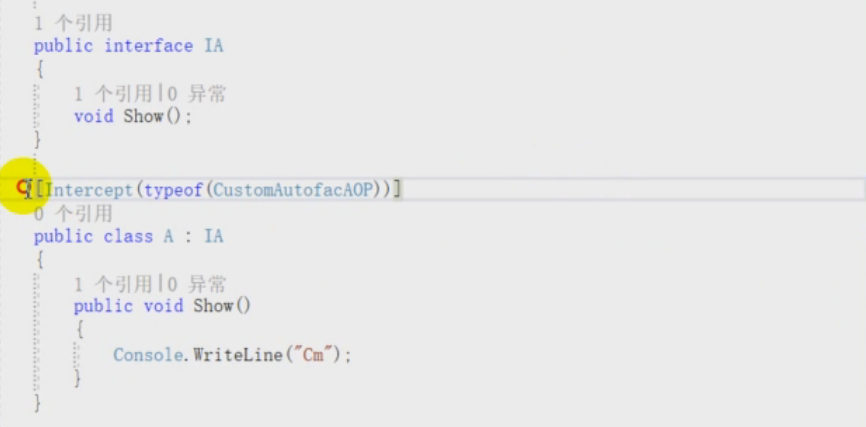 1 个引用
public interface IA
{
1 个引用|0 异常
void Show();
}
[Intercept(typeof(CustomAutofacAOP))]
0 个引用
public class A : IA
{
1 个引用|0 异常
public void Show()
{
Console.WriteLine("Cm");
}
}